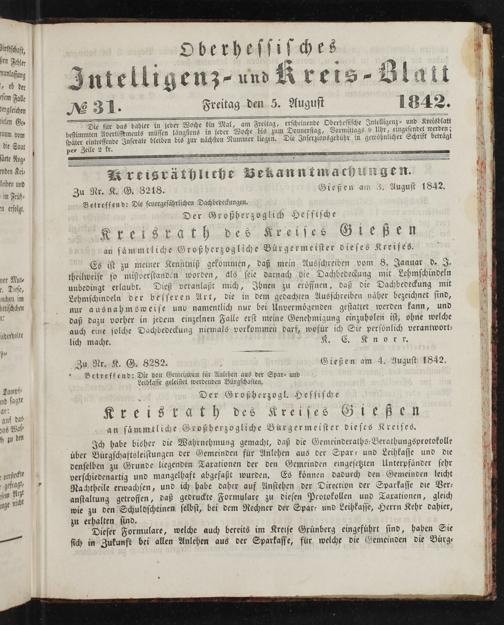 Oberhessisches
Intelligenz- und Kreis-Blatt
№ 31. Freitag den 5. August 1842.
Die für das dahier in jeder Woche ein Mal, am Freitag, erscheinende Oberhessische Intelligenz- und Kreisblatt
bestimmten Avertissements müssen längstens in jeder Woche bis zum Donnerstag, Vormittags 9 Uhr, eingesendet werden;
später eintreffende Inserate bleiben bis zur nächsten Nummer liegen. Die Inserzionsgebühr in gewöhnlicher Schrift beträgt
per Zeile 2 kr.
Kreisräthliche Bekanntmachungen.
Zu Nr. K. G. 8218. Gießen am 3. August 1842.
Betreffend: Die feuergefährlichen Dachbedeckungen.
Der Großherzoglich Hessische
Kreisrath des Kreises Gießen
an sämmtliche Großherzogliche Bürgermeister dieses Kreises.
Es ist zu meiner Kenntniß gekommen, daß mein Ausschreiben vom 8. Januar d. J.
theilweise so mißverstanden worden, als seie darnach die Dachbedeckung mit Lehmschindeln
unbedingt erlaubt. Dieß veranlaßt mich, Ihnen zu eröffnen, daß die Dachbedeckung mit
Lehmschindeln der besseren Art, die in dem gedachten Ausschreiben näher bezeichnet sind,
nur ausnahmsweise und namentlich nur bei Unvermögenden gestattet werden kann, und
daß dazu vorher in jedem einzelnen Falle erst meine Genehmigung einzuholen ist, ohne welche
auch eine solche Dachbedeckung niemals vorkommen darf, wofür ich Sie persönlich verantwort-
lich mache. K. C. Knorr.
Zu Nr. K. G. 8282. Gießen am 4. August 1842.
Betreffend: Die von Gemeinden für Anlehen aus der Spar- und
Leihkasse geleistet werdenden Bürgschaften.
Der Großherzogl. Hessische
Kreisrath des Kreises Gießen
an sämmtliche Großherzogliche Bürgermeister dieses Kreises.
Ich habe bisher die Wahrnehmung gemacht, daß die Gemeinderaths-Berathungsprotokolle
über Bürgschaftsleistungen der Gemeinden für Anlehen aus der Spar- und Leihkasse und die
denselben zu Grunde liegenden Taxationen der den Gemeinden eingesetzten Unterpfänder sehr
verschiedenartig und mangelhaft abgefaßt wurden. Es können dadurch den Gemeinden leicht
Nachtheile erwachsen, und ich habe daher auf Anstehen der Direction der Sparkasse die Ver-
anstaltung getroffen, daß gedruckte Formulare zu diesen Protokollen und Taxationen, gleich
wie zu den Schuldscheinen selbst, bei dem Rechner der Spar- und Leihkasse, Herrn Kehr dahier,
zu erhalten sind.
Dieser Formulare, welche auch bereits im Kreise Grünberg eingeführt sind, haben Sie
sich in Zukunft bei allen Anlehen aus der Sparkasse, für welche die Gemeinden die Bürg-